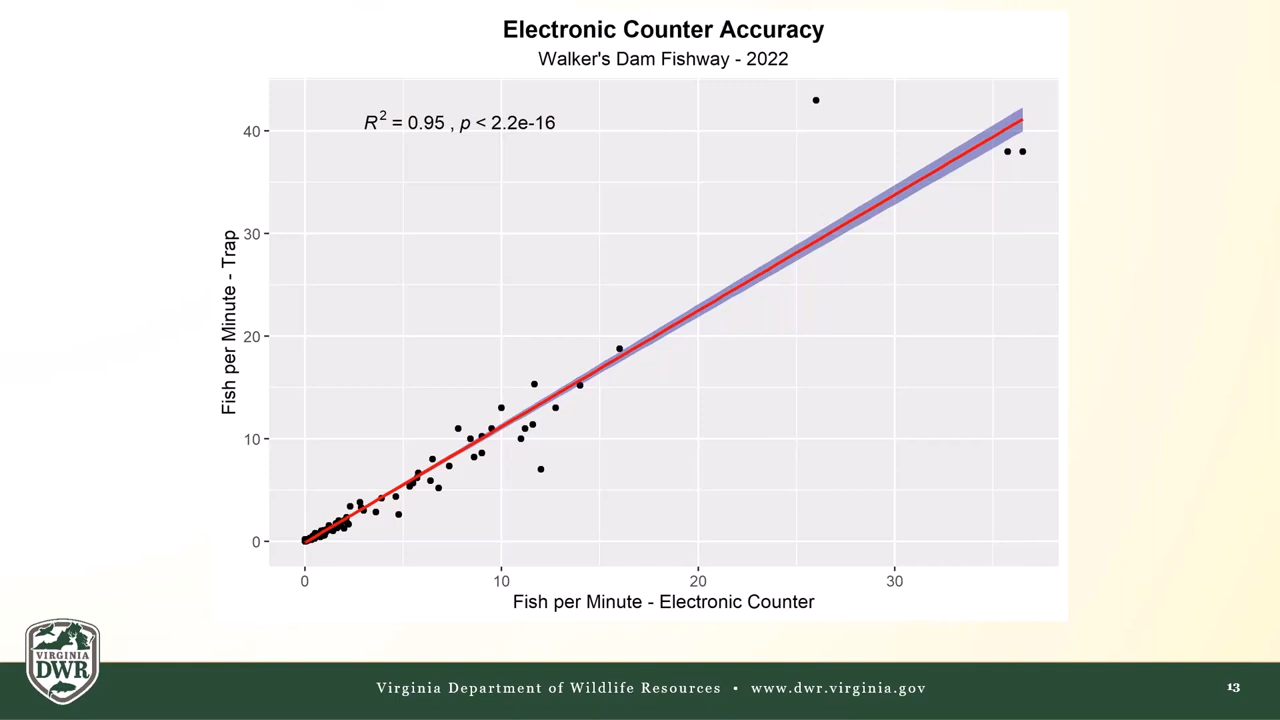 Electronic Counter Accuracy
Walker's Dam Fishway - 2022
R² = 0.95 , p < 2.2e-16
Fish per Minute - Trap
40
30
20
10
0
0 10 20 30
Fish per Minute - Electronic Counter
VIRGINIA
DWR
Virginia Department of Wildlife Resources • www.dwr.virginia.gov
13